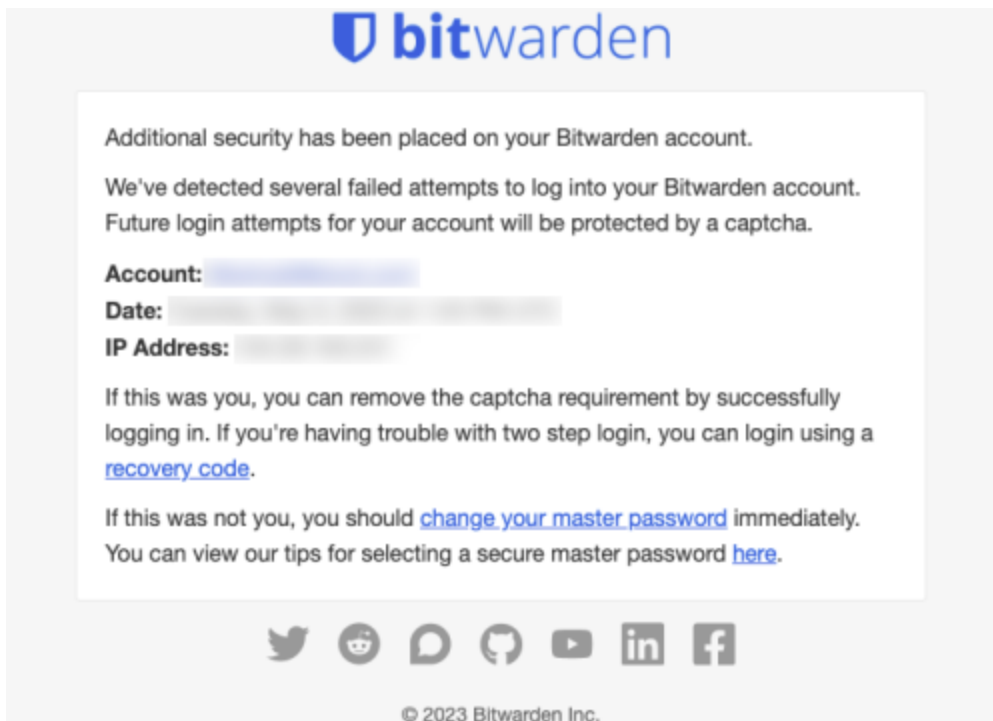 bitwarden
Additional security has been placed on your Bitwarden account.
We've detected several failed attempts to log into your Bitwarden account.
Future login attempts for your account will be protected by a captcha.
Account:
Date:
IP Address:
If this was you, you can remove the captcha requirement by successfully
logging in. If you're having trouble with two step login, you can login using a
recovery code.
If this was not you, you should change your master password immediately.
You can view our tips for selecting a secure master password here.
© 2023 Bitwarden Inc.